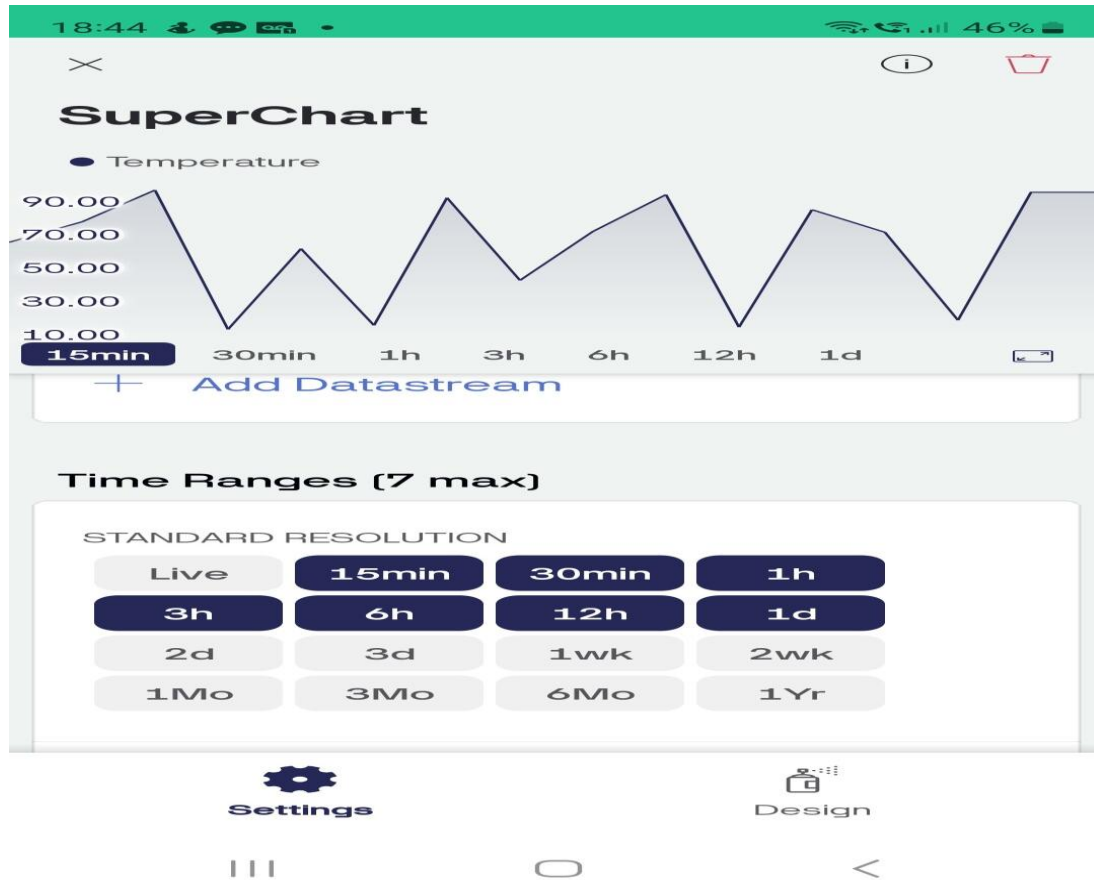 18:44 46%
SuperChart
Temperature
90.00
70.00
50.00
30.00
10.00
15min 30min 1h 3h 6h 12h 1d
Add Datastream
Time Ranges (7 max)
STANDARD RESOLUTION
Live 15min 30min 1h
3h 6h 12h 1d
2d 3d 1wk 2wk
1Mo 3Mo 6Mo 1Yr
Settings Design